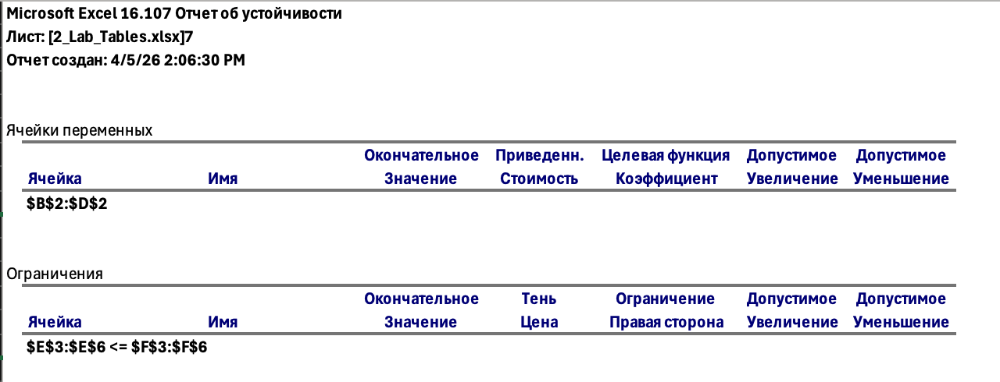 Microsoft Excel 16.107 Отчет об устойчивости
Лист: [2_Lab_Tables.xlsx]7
Отчет создан: 4/5/26 2:06:30 PM
Ячейки переменных
Окончательное Приведенн. Целевая функция Допустимое Допустимое
Ячейка Имя Значение Стоимость Коэффициент Увеличение Уменьшение
$B$2:$D$2
Ограничения
Окончательное Тень Ограничение Допустимое Допустимое
Ячейка Имя Значение Цена Правая сторона Увеличение Уменьшение
$E$3:$E$6 <= $F$3:$F$6